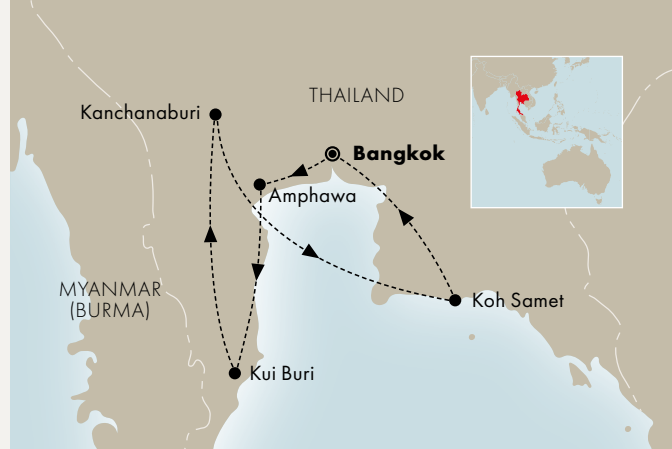 THAILAND
Kanchanaburi
Bangkok
Amphawa
MYANMAR
(BURMA)
Koh Samet
Kui Buri